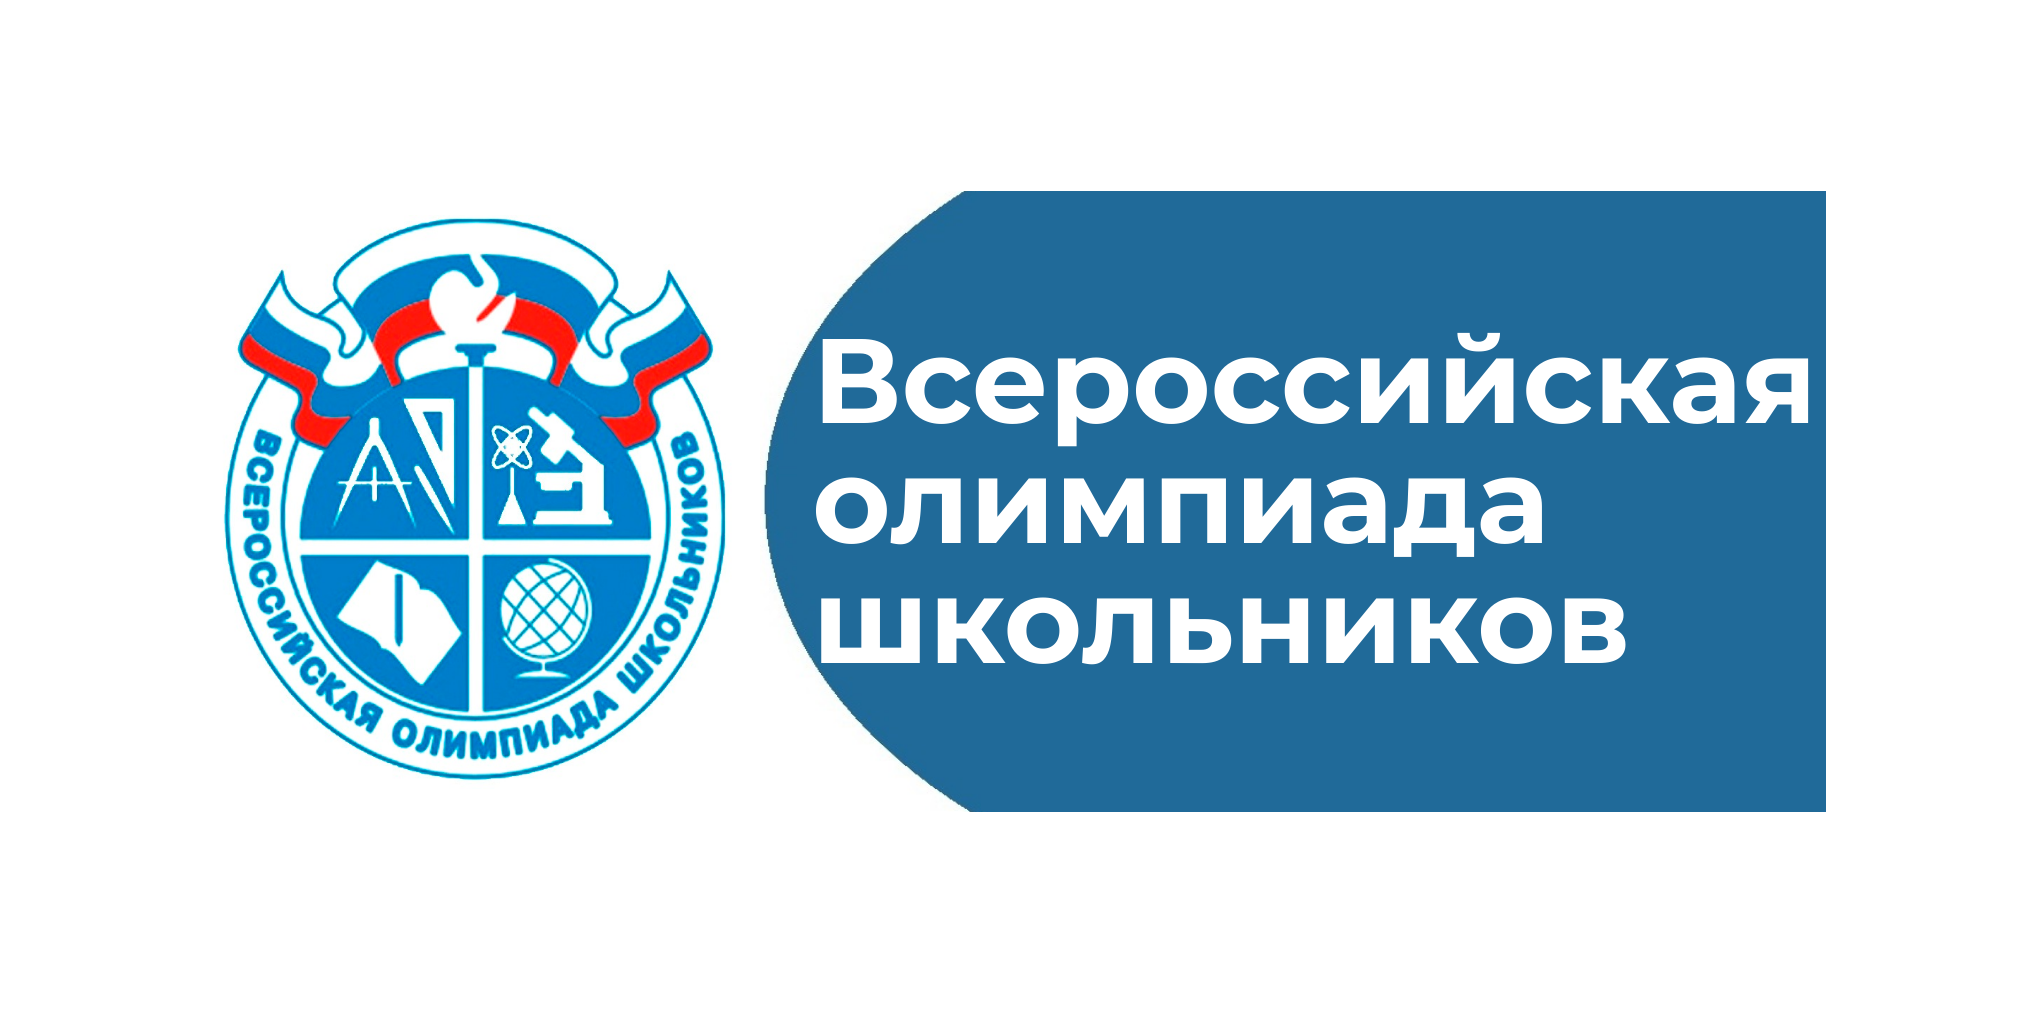 ВСЕРОССИЙСКАЯ ОЛИМПИАДА ШКОЛЬНИКОВ
Всероссийская
олимпиада
школьников